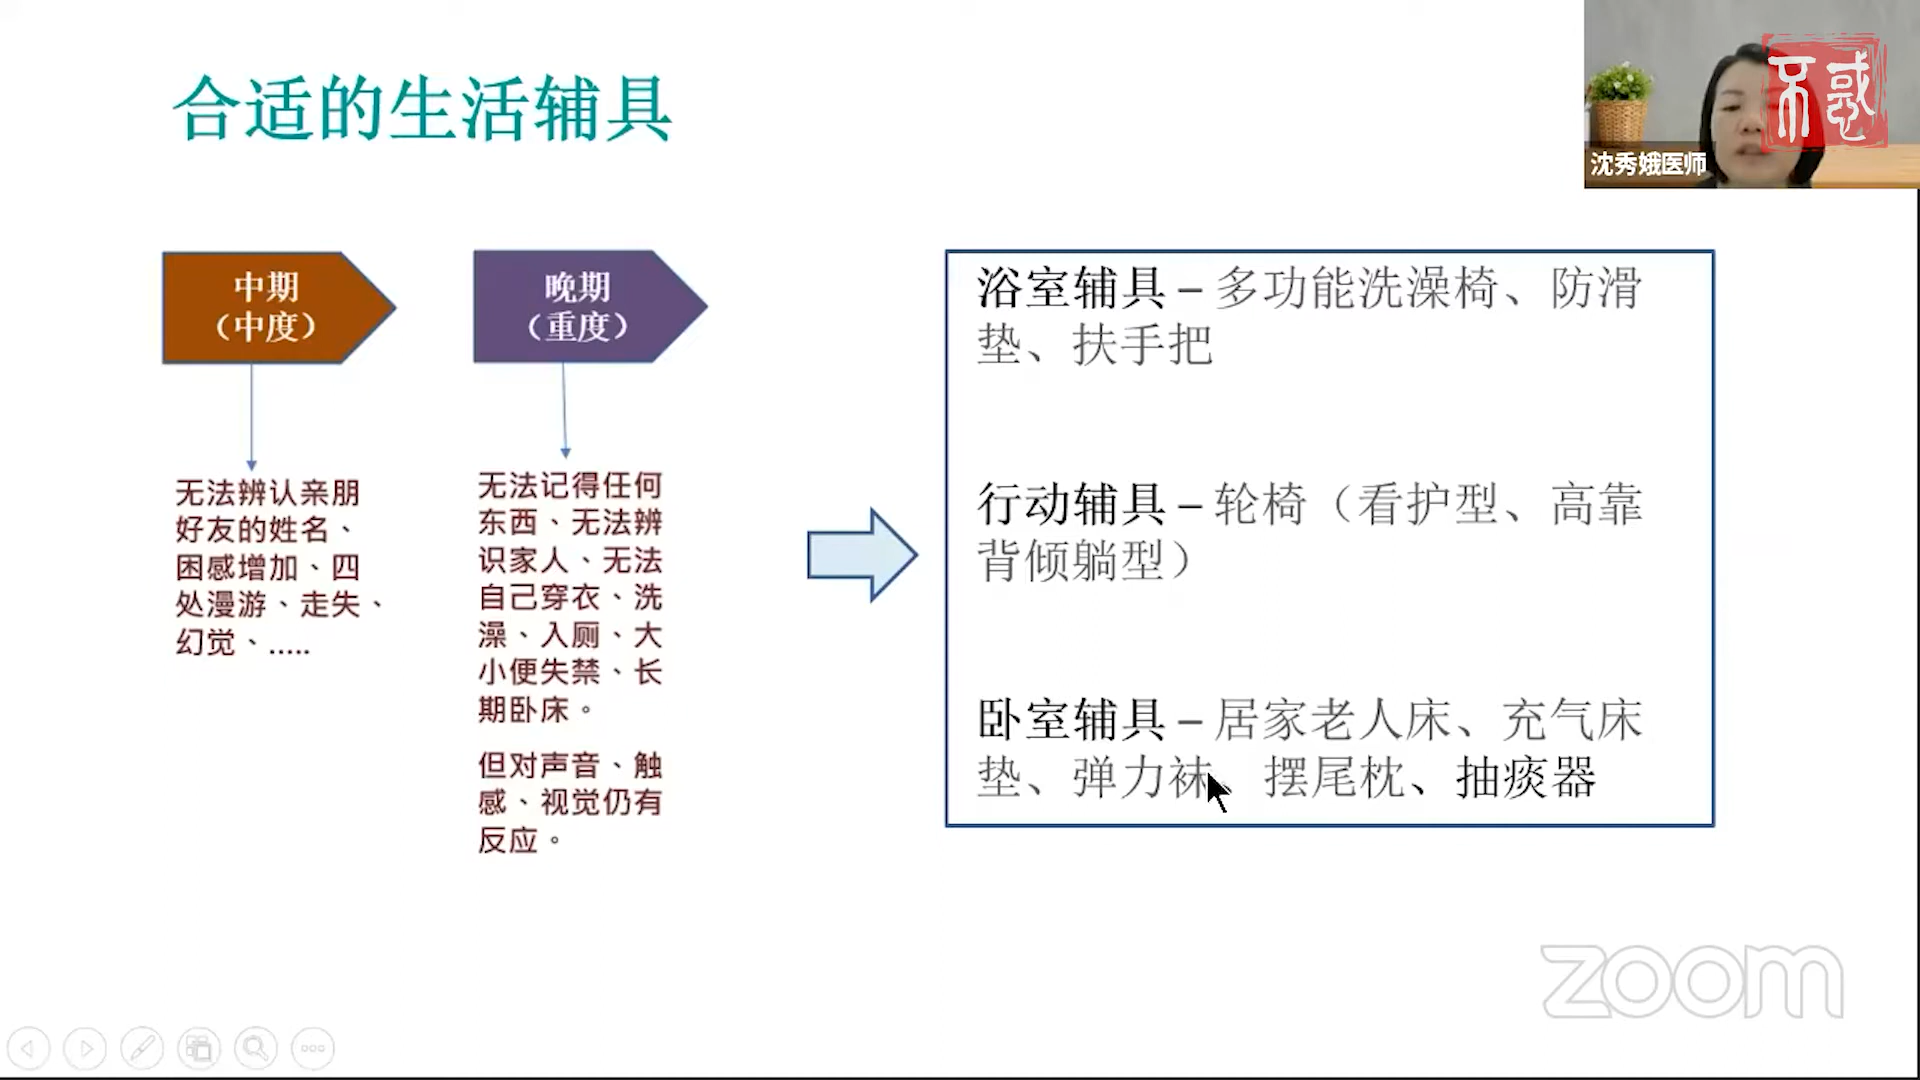 合适的生活辅具
不惑
沈秀娥医师
中期
（中度）
晚期
（重度）
无法辨认亲朋
好友的姓名、
困感增加、四
处漫游、走失、
幻觉、.....
无法记得任何
东西、无法辨
识家人、无法
自己穿衣、洗
澡、入厕、大
小便失禁、长
期卧床。
但对声音、触
感、视觉仍有
反应。
浴室辅具 – 多功能洗澡椅、防滑
垫、扶手把
行动辅具 – 轮椅（看护型、高靠
背倾躺型）
卧室辅具 – 居家老人床、充气床
垫、弹力袜、摆尾枕、抽痰器
zoom